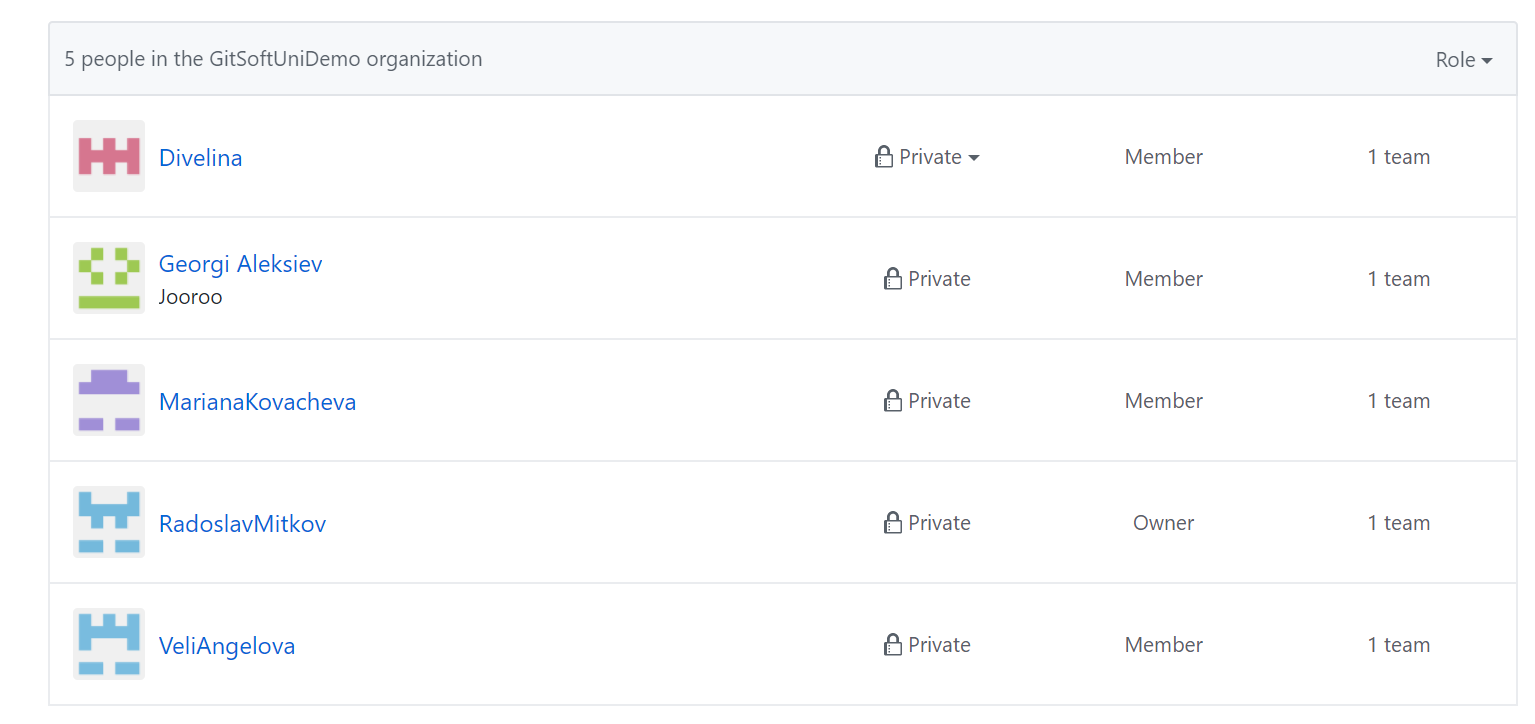 5 people in the GitSoftUniDemo organization Role
Divelina Private Member 1 team
Georgi Aleksiev
Jooroo Private Member 1 team
MarianaKovacheva Private Member 1 team
RadoslavMitkov Private Owner 1 team
VeliAngelova Private Member 1 team